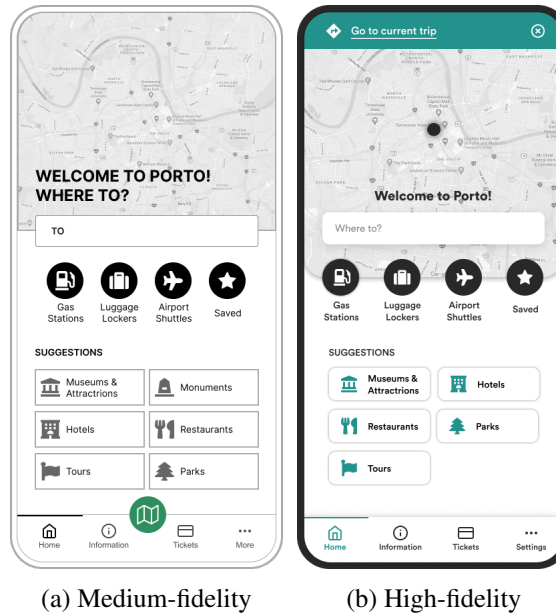 WELCOME TO PORTO!
WHERE TO?
TO
Gas
Stations
Luggage
Lockers
Airport
Shuttles
Saved
SUGGESTIONS
Museums &
Attractrions
Monuments
Hotels
Restaurants
Tours
Parks
Home
Information
Tickets
More
(a) Medium-fidelity
Go to current trip
Welcome to Porto!
Where to?
Gas
Stations
Luggage
Lockers
Airport
Shuttles
Saved
SUGGESTIONS
Museums &
Attractrions
Hotels
Restaurants
Parks
Tours
Home
Information
Tickets
Settings
(b) High-fidelity